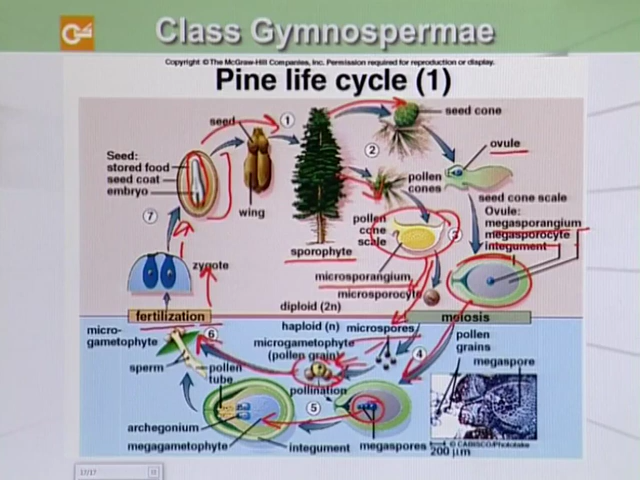 Class Gymnospermae
Copyright © The McGraw-Hill Companies, Inc. Permission required for reproduction or display.
Pine life cycle (1)
seed
1
seed cone
2
ovule
Seed:
stored food
seed coat
embryo
wing
pollen
cones
seed cone scale
Ovule:
megasporangium
megasporocyte
integument
pollen
cone
scale
3
7
sporophyte
microsporangium
microsporocyte
zygote
diploid (2n)
fertilization
meiosis
haploid (n)
micro-
gametophyte
6
microspores
microgametophyte
(pollen grain)
4
pollen
grains
megaspore
sperm
pollen
tube
pollination
5
archegonium
megagametophyte
integument
megaspores
200 µm
© CABISCO/Phototake
17/17